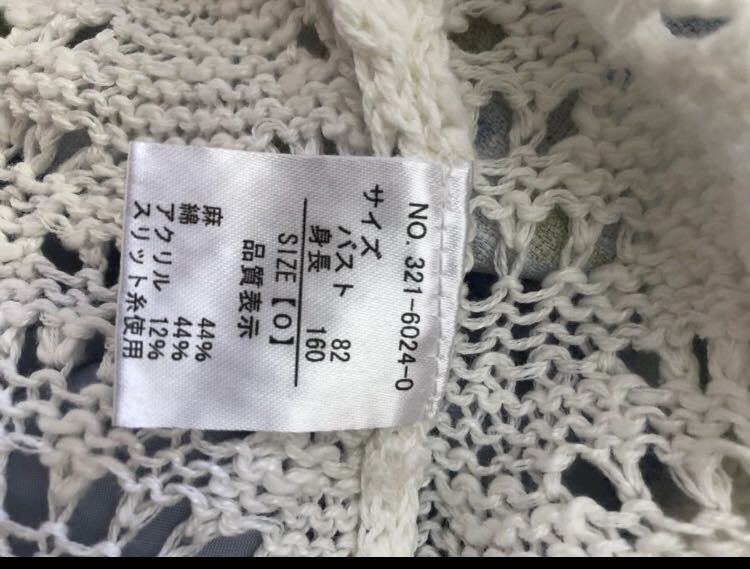 NO. 321-6024-0
サイズ
バスト 82
身長 160
SIZE【O】
品質表示
麻 44%
綿 44%
アクリル 12%
スリット糸使用